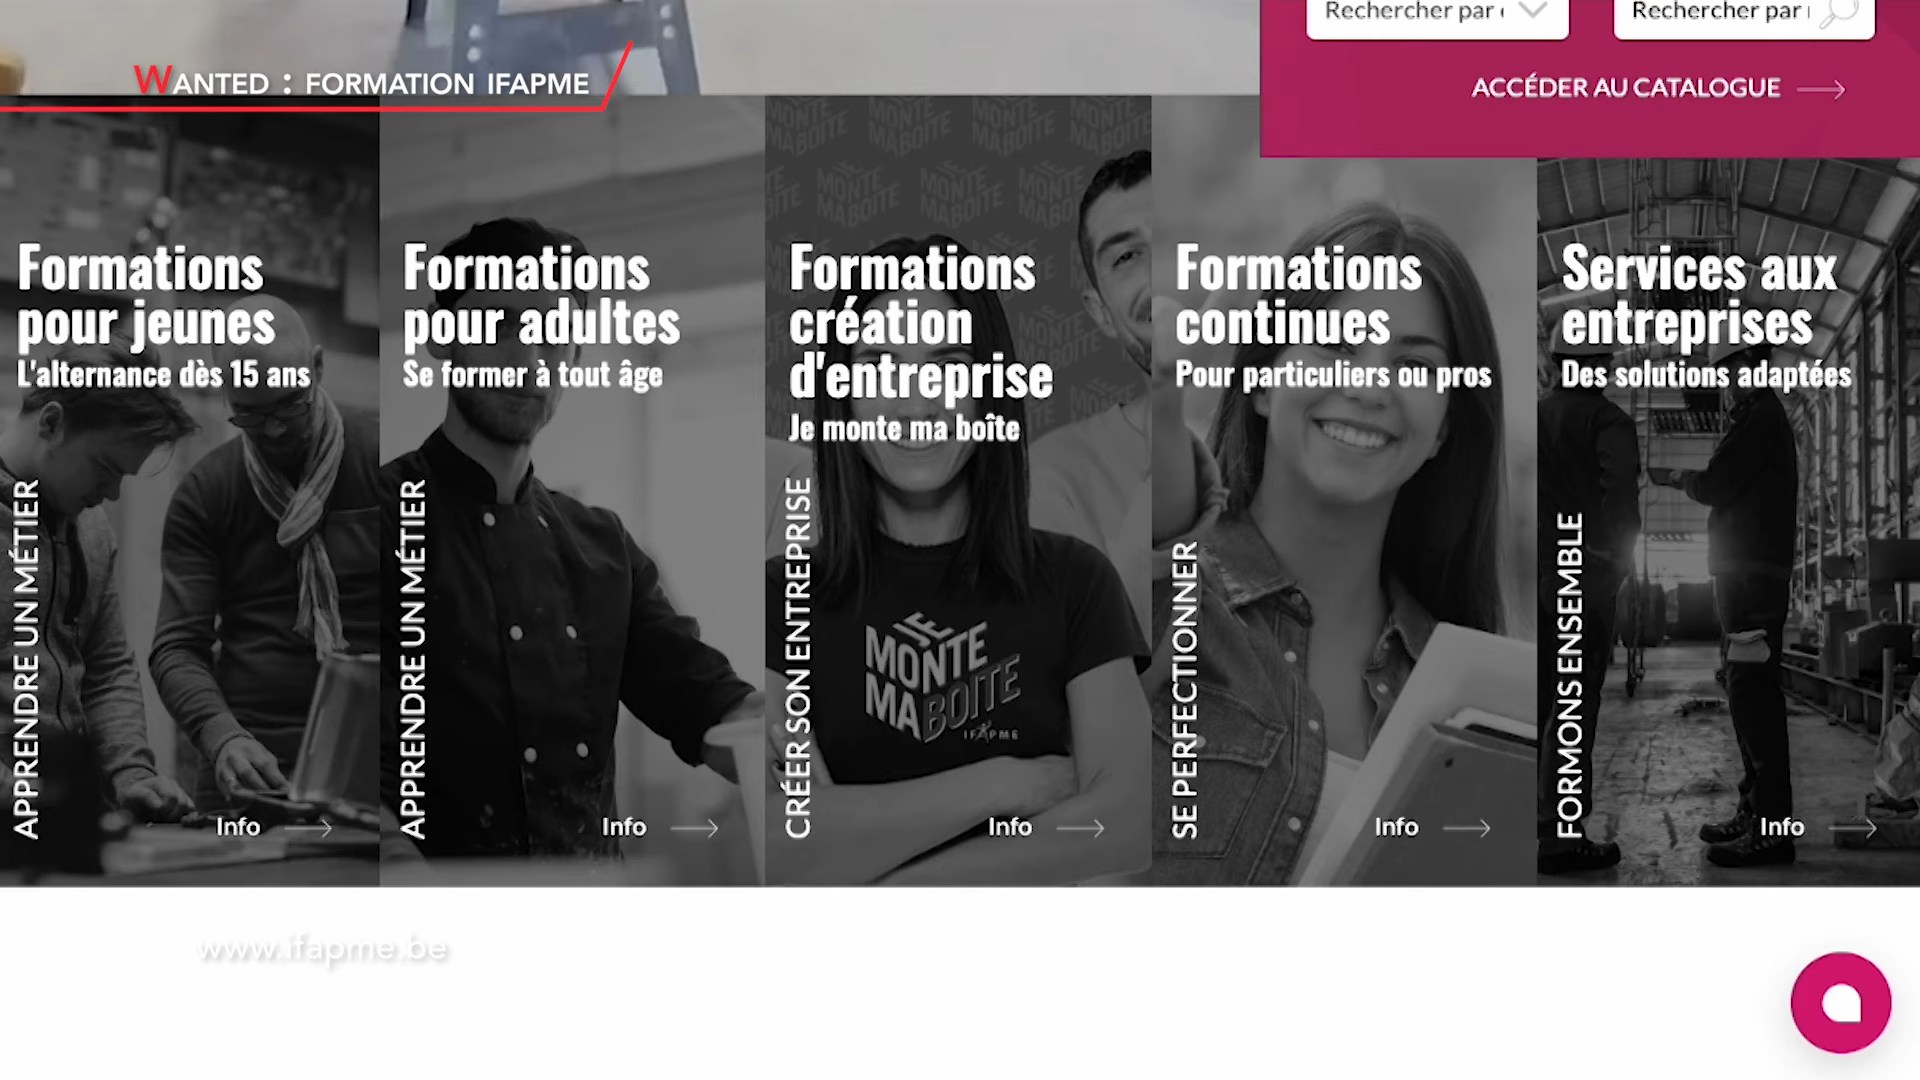 Rechercher par
Rechercher par
WANTED : FORMATION IFAPME
ACCÉDER AU CATALOGUE
Formations
pour jeunes
L'alternance dès 15 ans
APPRENDRE UN MÉTIER
Info
Formations
pour adultes
Se former à tout âge
APPRENDRE UN MÉTIER
Info
MONTE
MA BOITE
Formations
création
d'entreprise
Je monte ma boîte
CRÉER SON ENTREPRISE
JE
MONTE
MA BOITE
IFAPME
Info
Formations
continues
Pour particuliers ou pros
SE PERFECTIONNER
Info
Services aux
entreprises
Des solutions adaptées
FORMONS ENSEMBLE
Info
www.ifapme.be